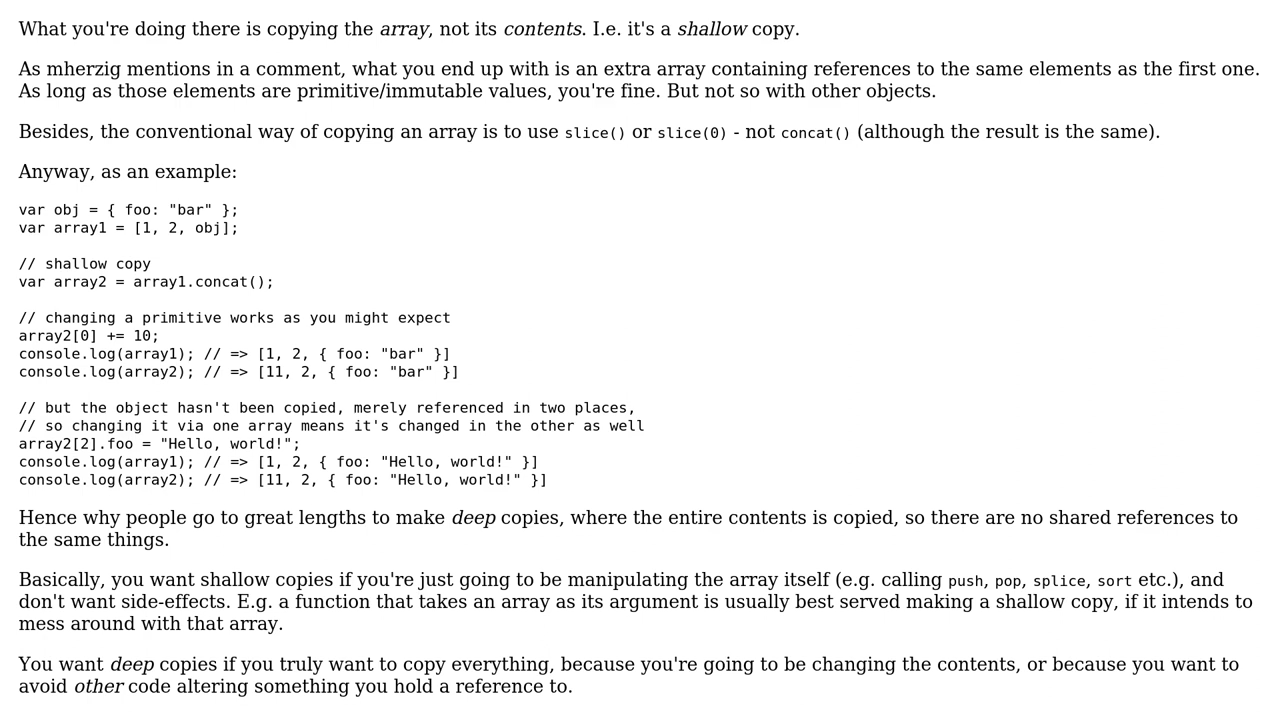 What you're doing there is copying the array, not its contents. I.e. it's a shallow copy.
As mherzig mentions in a comment, what you end up with is an extra array containing references to the same elements as the first one.
As long as those elements are primitive/immutable values, you're fine. But not so with other objects.
Besides, the conventional way of copying an array is to use slice() or slice(0) - not concat() (although the result is the same).
Anyway, as an example:
var obj = { foo: "bar" };
var array1 = [1, 2, obj];
// shallow copy
var array2 = array1.concat();
// changing a primitive works as you might expect
array2[0] += 10;
console.log(array1); // => [1, 2, { foo: "bar" }]
console.log(array2); // => [11, 2, { foo: "bar" }]
// but the object hasn't been copied, merely referenced in two places,
// so changing it via one array means it's changed in the other as well
array2[2].foo = "Hello, world!";
console.log(array1); // => [1, 2, { foo: "Hello, world!" }]
console.log(array2); // => [11, 2, { foo: "Hello, world!" }]
Hence why people go to great lengths to make deep copies, where the entire contents is copied, so there are no shared references to
the same things.
Basically, you want shallow copies if you're just going to be manipulating the array itself (e.g. calling push, pop, splice, sort etc.), and
don't want side-effects. E.g. a function that takes an array as its argument is usually best served making a shallow copy, if it intends to
mess around with that array.
You want deep copies if you truly want to copy everything, because you're going to be changing the contents, or because you want to
avoid other code altering something you hold a reference to.